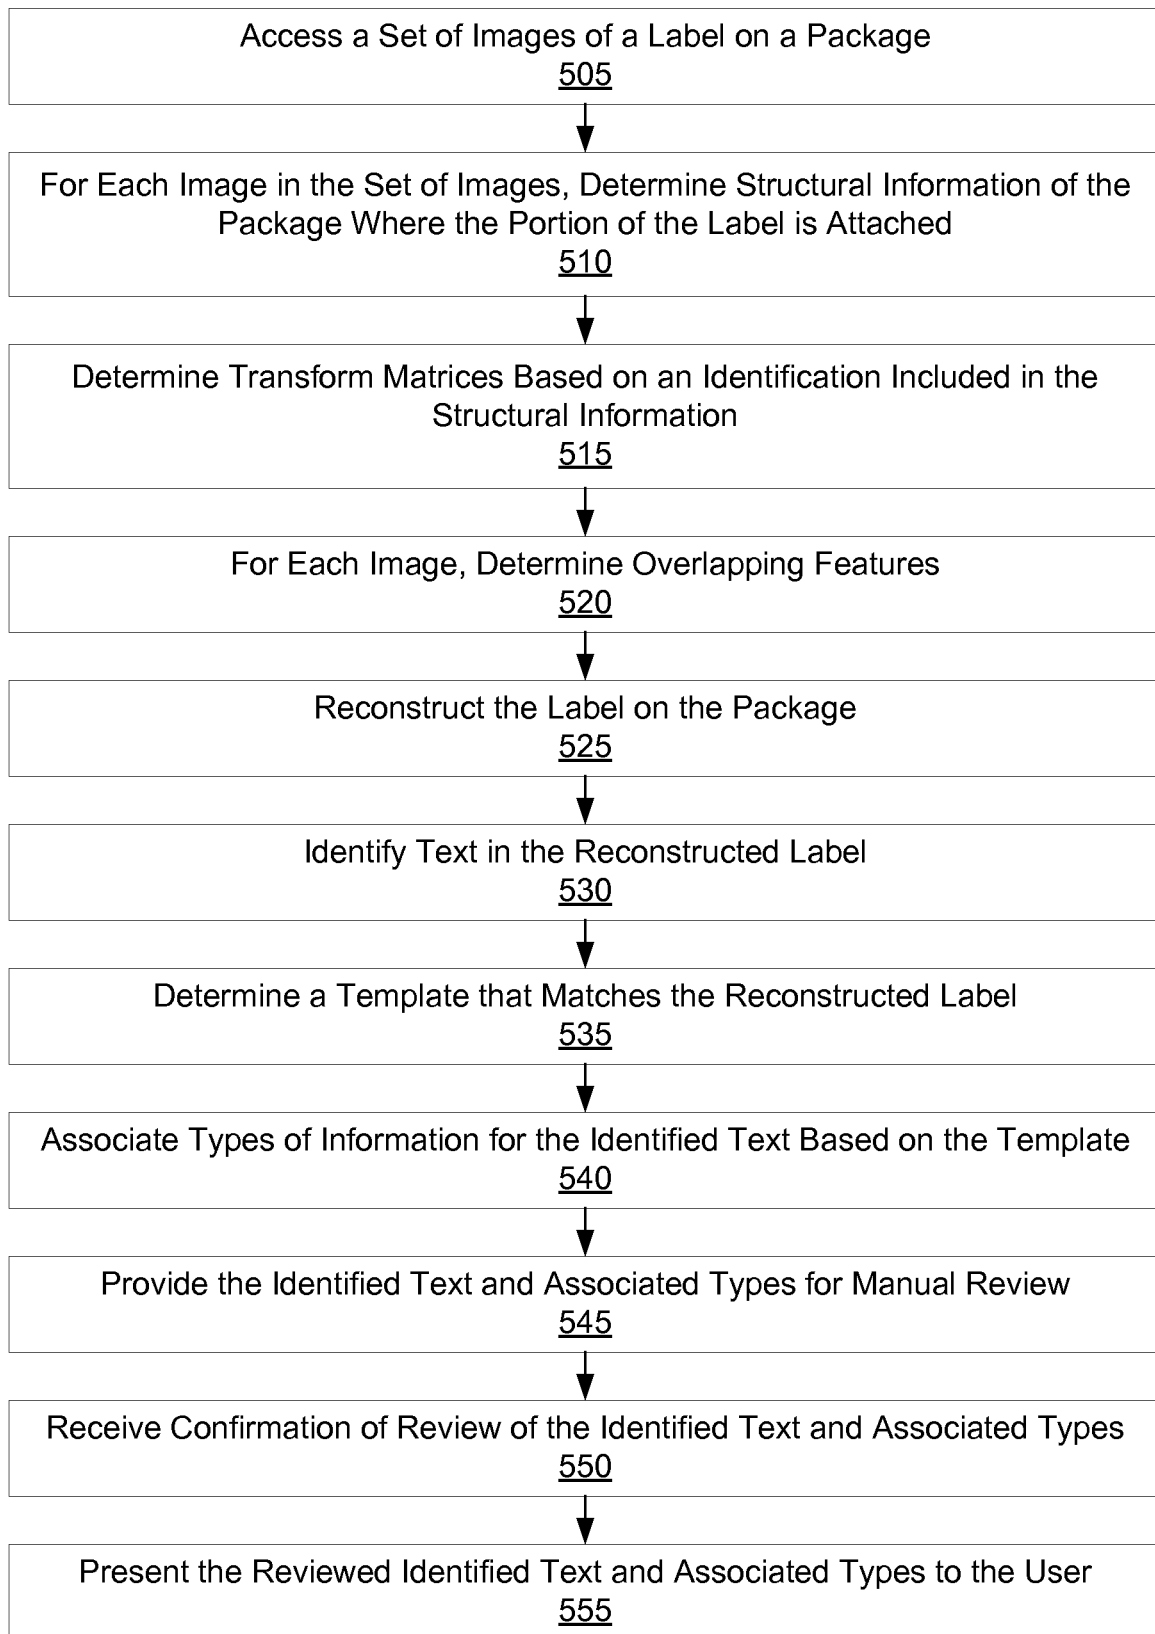 Access a Set of Images of a Label on a Package
505
For Each Image in the Set of Images, Determine Structural Information of the
Package Where the Portion of the Label is Attached
510
Determine Transform Matrices Based on an Identification Included in the
Structural Information
515
For Each Image, Determine Overlapping Features
520
Reconstruct the Label on the Package
525
Identify Text in the Reconstructed Label
530
Determine a Template that Matches the Reconstructed Label
535
Associate Types of Information for the Identified Text Based on the Template
540
Provide the Identified Text and Associated Types for Manual Review
545
Receive Confirmation of Review of the Identified Text and Associated Types
550
Present the Reviewed Identified Text and Associated Types to the User
555